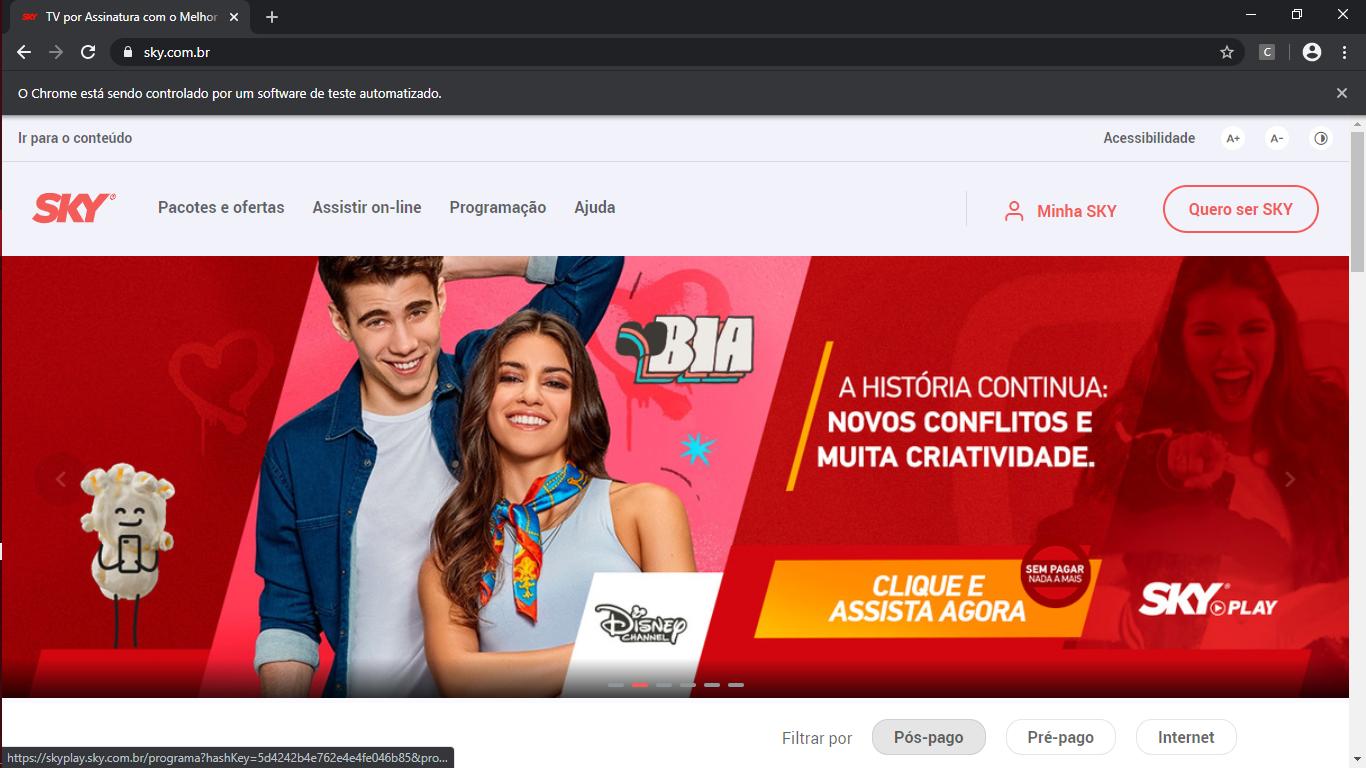 SKY TV por Assinatura com o Melhor
sky.com.br
C
O Chrome está sendo controlado por um software de teste automatizado.
Ir para o conteúdo
Acessibilidade
A+
A-
SKY®
Pacotes e ofertas
Assistir on-line
Programação
Ajuda
Minha SKY
Quero ser SKY
BIA
A HISTÓRIA CONTINUA:
NOVOS CONFLITOS E
MUITA CRIATIVIDADE.
SEM PAGAR
NADA A MAIS
CLIQUE E
ASSISTA AGORA
SKY® PLAY
DISNEY
CHANNEL
Filtrar por
Pós-pago
Pré-pago
Internet
https://skyplay.sky.com.br/programa?hashKey=5d4242b4e762e4e4fe046b85&pro...